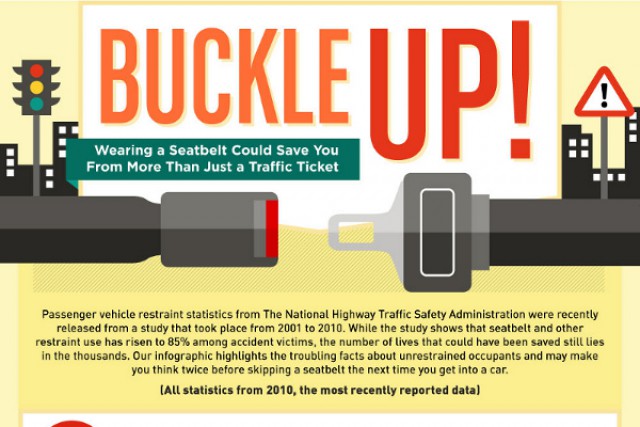 BUCKLE UP!
Wearing a Seatbelt Could Save You
From More Than Just a Traffic Ticket
!
Passenger vehicle restraint statistics from The National Highway Traffic Safety Administration were recently
released from a study that took place from 2001 to 2010. While the study shows that seatbelt and other
restraint use has risen to 85% among accident victims, the number of lives that could have been saved still lies
in the thousands. Our infographic highlights the troubling facts about unrestrained occupants and may make
you think twice before skipping a seatbelt the next time you get into a car.
(All statistics from 2010, the most recently reported data)